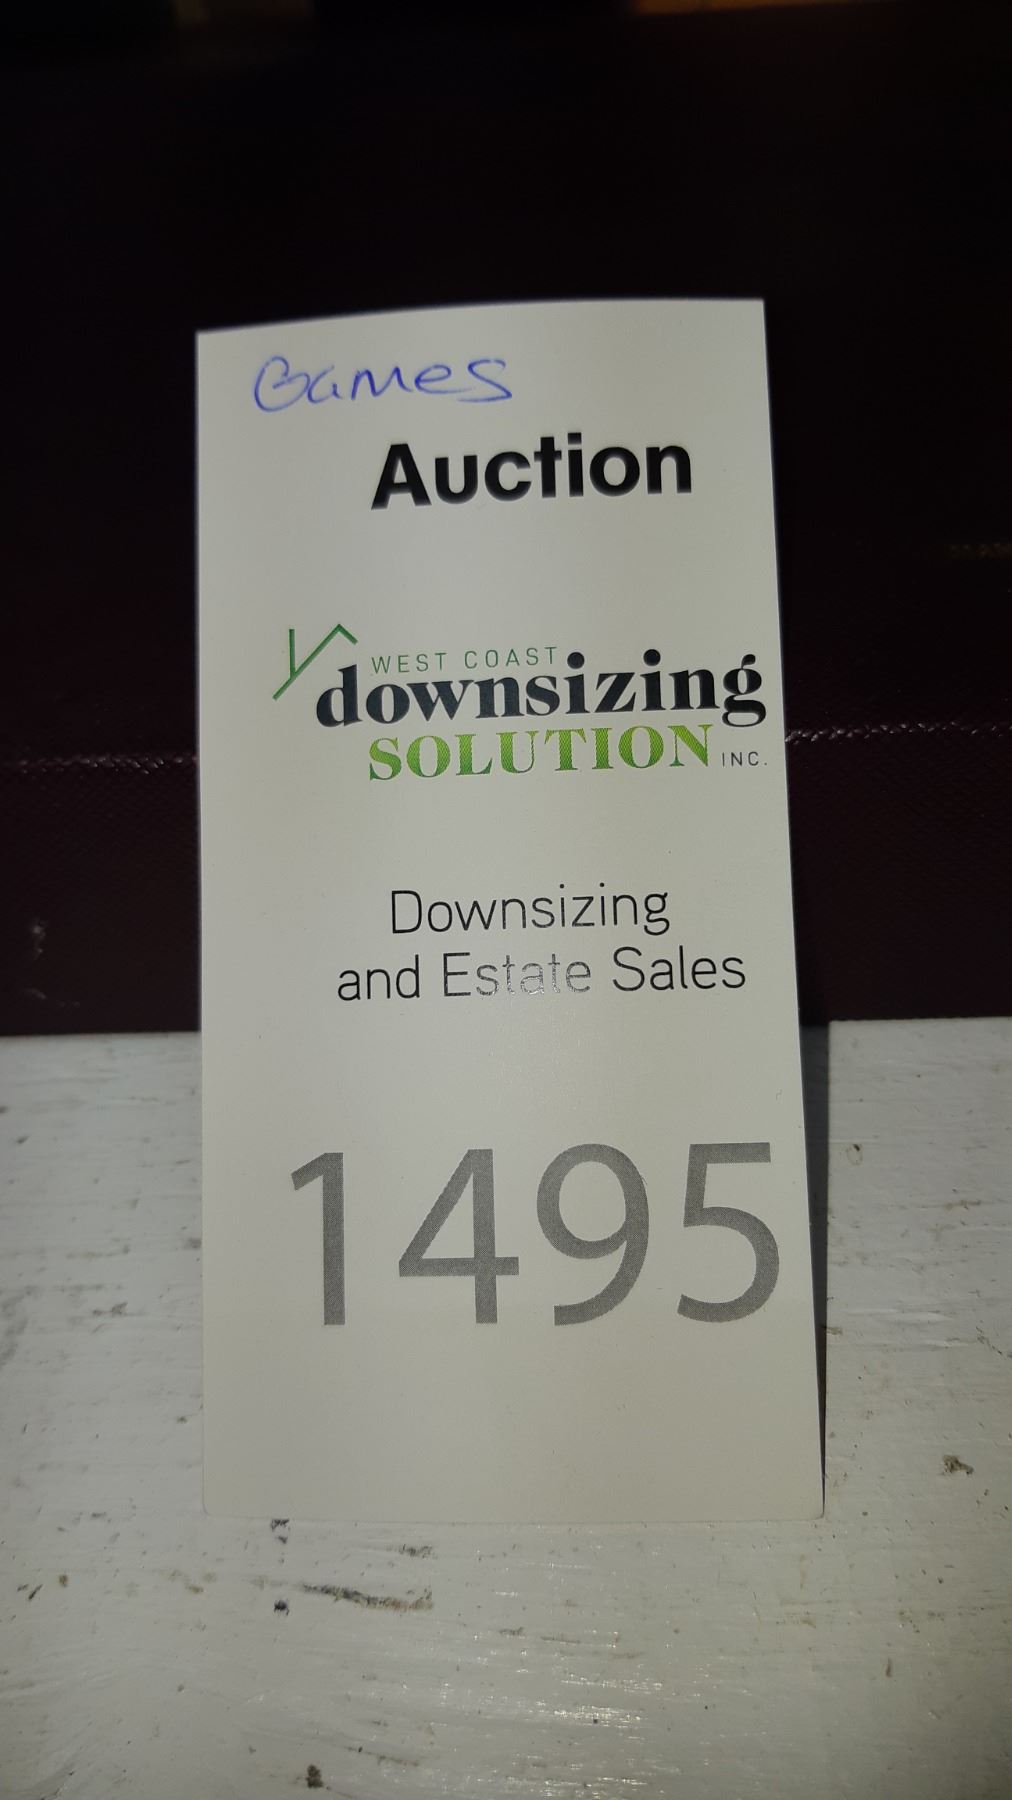 Games
Auction
WEST COAST
downsizing
SOLUTION INC.
Downsizing
and Estate Sales
1495